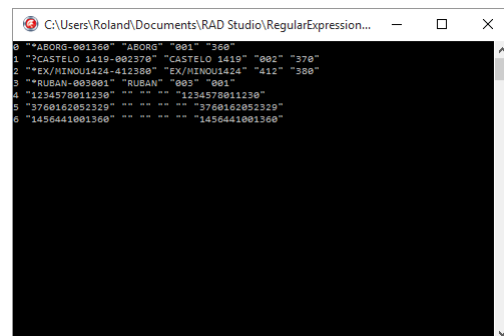 C:\Users\Roland\Documents\RAD Studio\RegularExpression...
0 "*ABORG-001360" "ABORG" "001" "360"
1 "?CASTELO 1419-002370" "CASTELO 1419" "002" "370"
2 "*EX/MINOU1424-412380" "EX/MINOU1424" "412" "380"
3 "*RUBAN-003001" "RUBAN" "003" "001"
4 "1234578011230" "" "" "" "1234578011230"
5 "3760162052329" "" "" "" "" "3760162052329"
6 "1456441001360" "" "" "" "" "1456441001360"